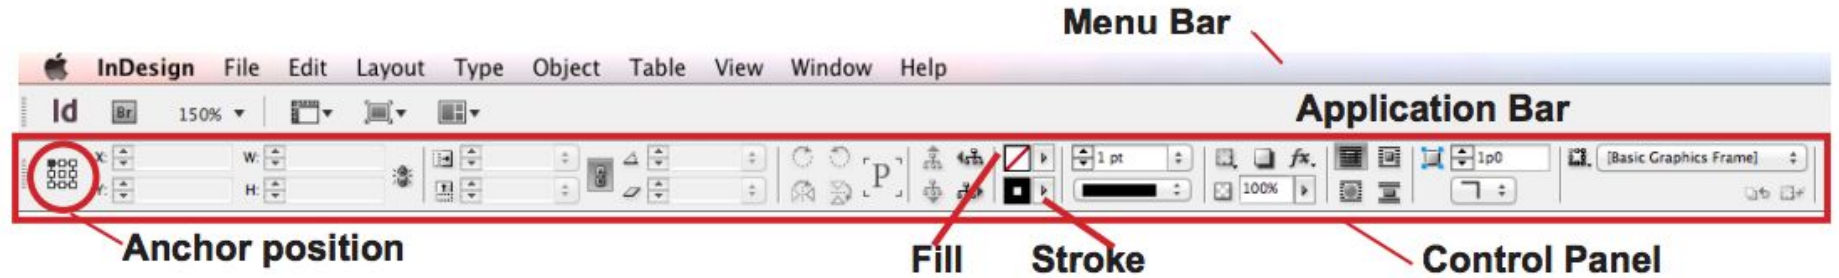 Menu Bar
InDesign File Edit Layout Type Object Table View Window Help
Id Br 150%
Application Bar
X: W: 1 pt fx. 1p0 [Basic Graphics Frame]
Y: H: P 100%
Anchor position Fill Stroke Control Panel